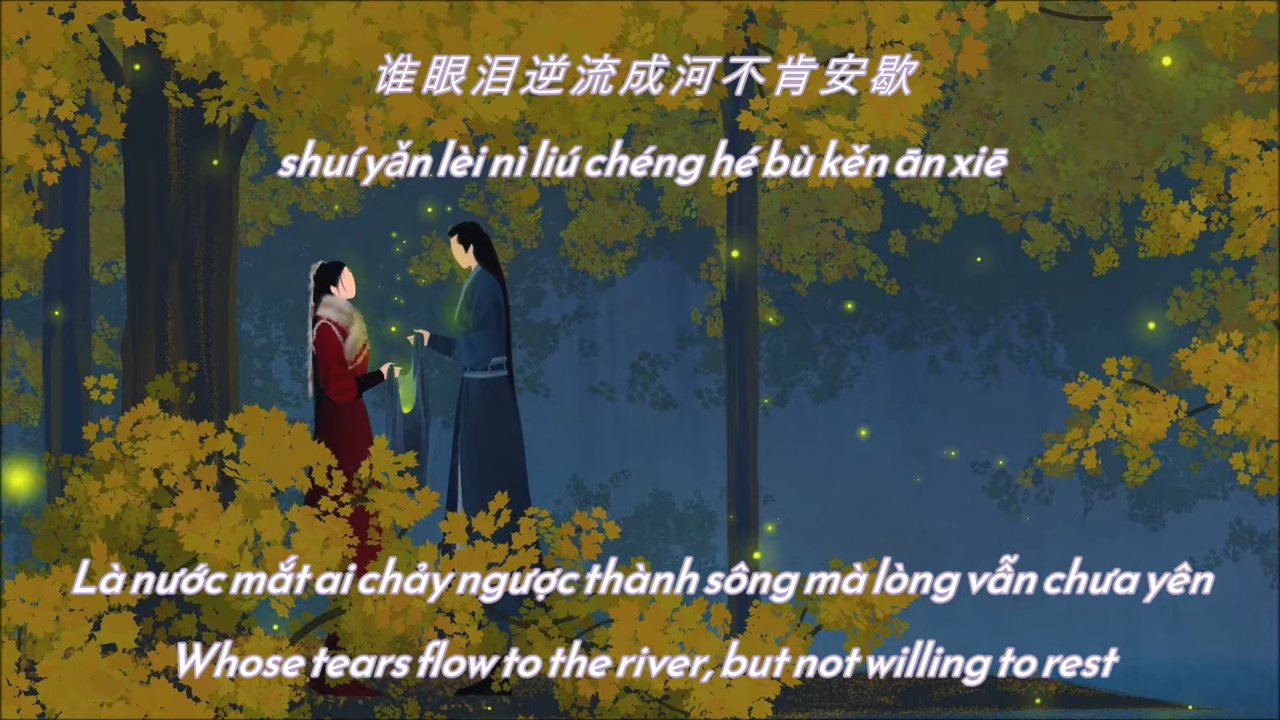 谁眼泪逆流成河不肯安歇
shuí yǎn lèi nì liú chéng hé bù kěn ān xiē
Là nước mắt ai chảy ngược thành sông mà lòng vẫn chưa yên
Whose tears flow to the river, but not willing to rest